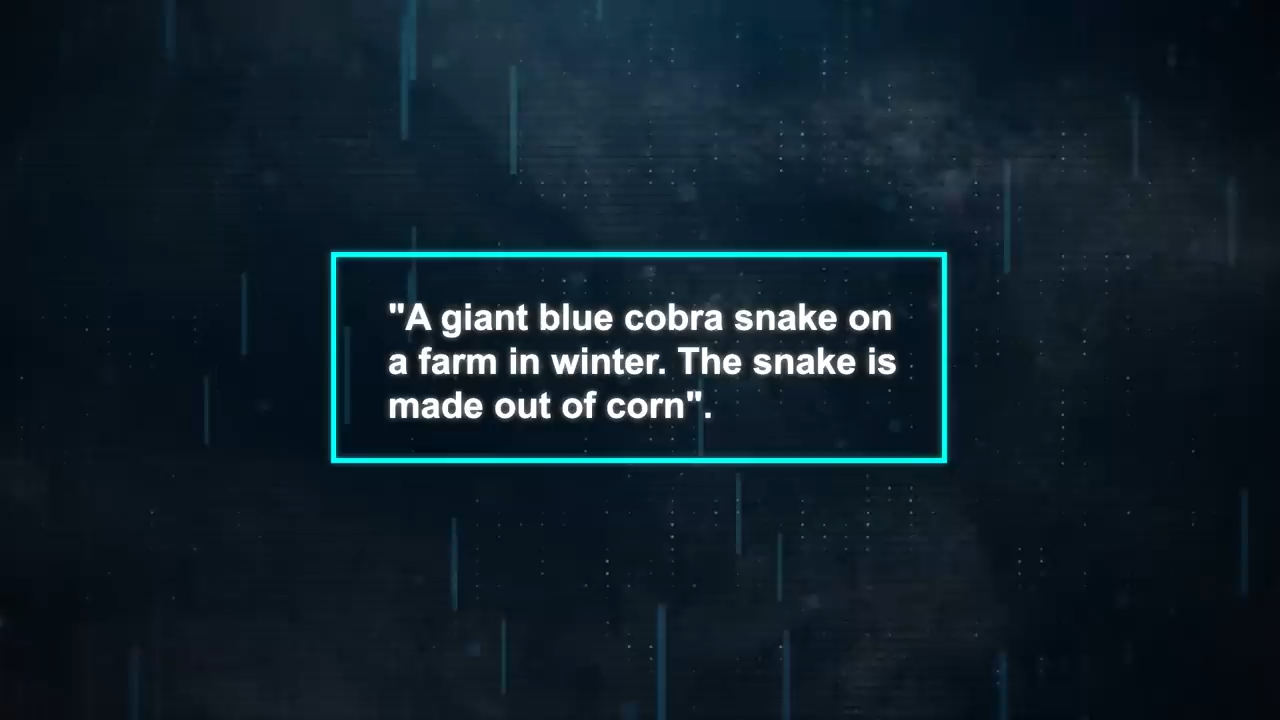 "A giant blue cobra snake on
a farm in winter. The snake is
made out of corn".